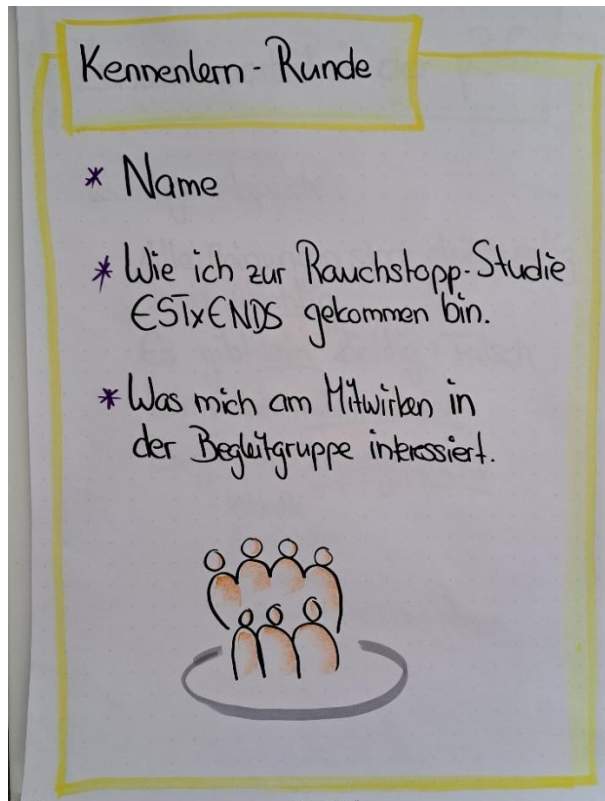 Kennenlern - Runde
* Name
* Wie ich zur Rauchstopp-Studie
ESTxENDS gekommen bin.
* Was mich am Mitwirken in
der Begleitgruppe interessiert.